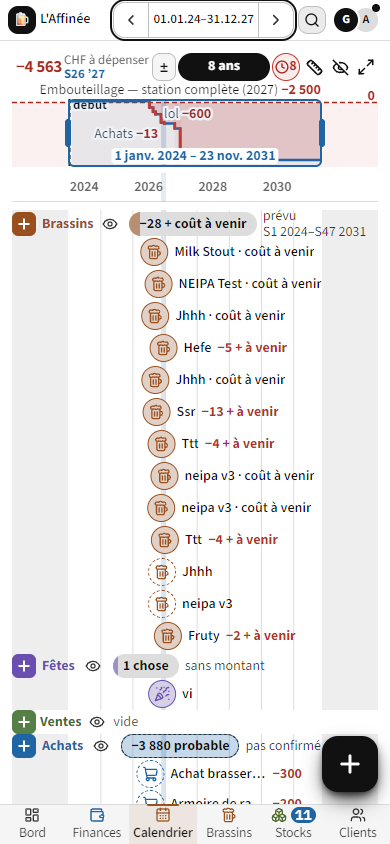 L'Affinée
01.01.24–31.12.27
G
A
−4 563
CHF à dépenser
S26 '27
±
8 ans
8
Embouteillage — station complète (2027) −2 500
0
début
lol −600
Achats −13
1 janv. 2024 – 23 nov. 2031
2024 2026 2028 2030
Brassins
−28 + coût à venir
prévu
S1 2024–S47 2031
Milk Stout · coût à venir
NEIPA Test · coût à venir
Jhhh · coût à venir
Hefe −5 + à venir
Jhhh · coût à venir
Ssr −13 + à venir
Ttt −4 + à venir
neipa v3 · coût à venir
neipa v3 · coût à venir
Ttt −4 + à venir
Jhhh
neipa v3
Fruty −2 + à venir
Fêtes
1 chose
sans montant
vi
Ventes
vide
Achats
−3 880 probable
pas confirmé
Achat brasser... −300
Armoire de ra... −200
Bord
Finances
Calendrier
Brassins
Stocks
11
Clients